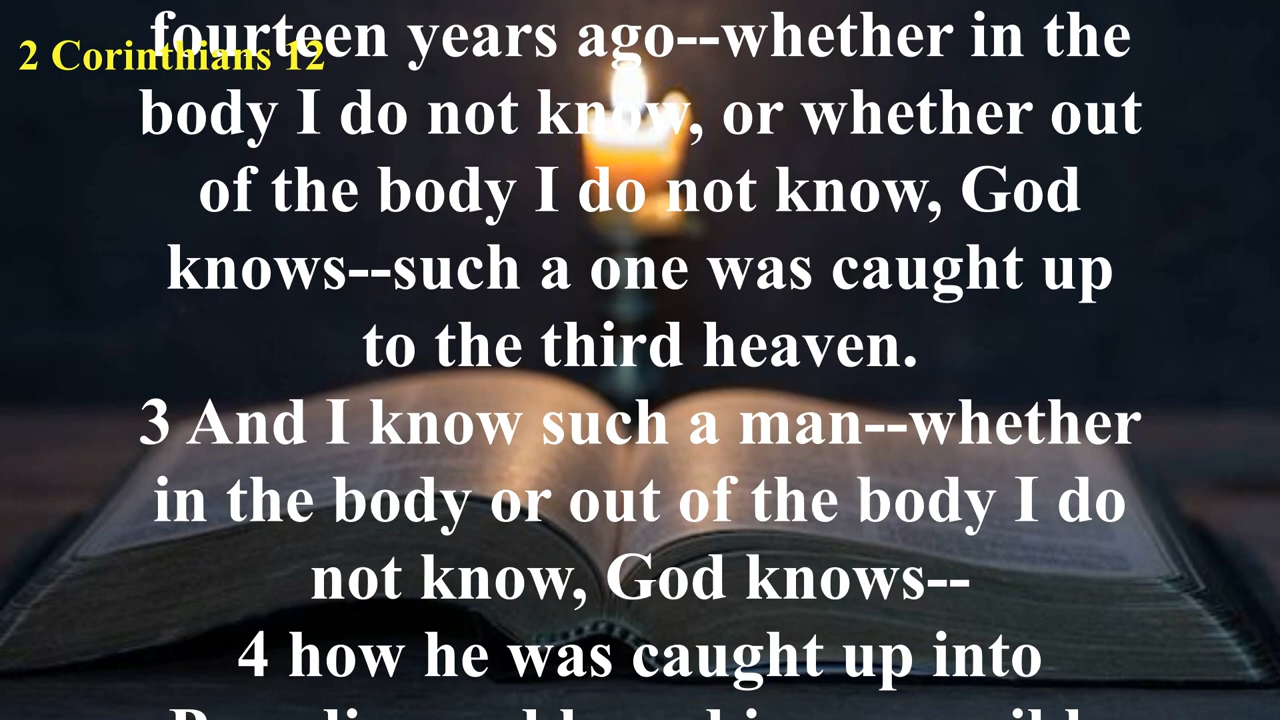 2 Corinthians 12
fourteen years ago--whether in the
body I do not know, or whether out
of the body I do not know, God
knows--such a one was caught up
to the third heaven.
3 And I know such a man--whether
in the body or out of the body I do
not know, God knows--
4 how he was caught up into